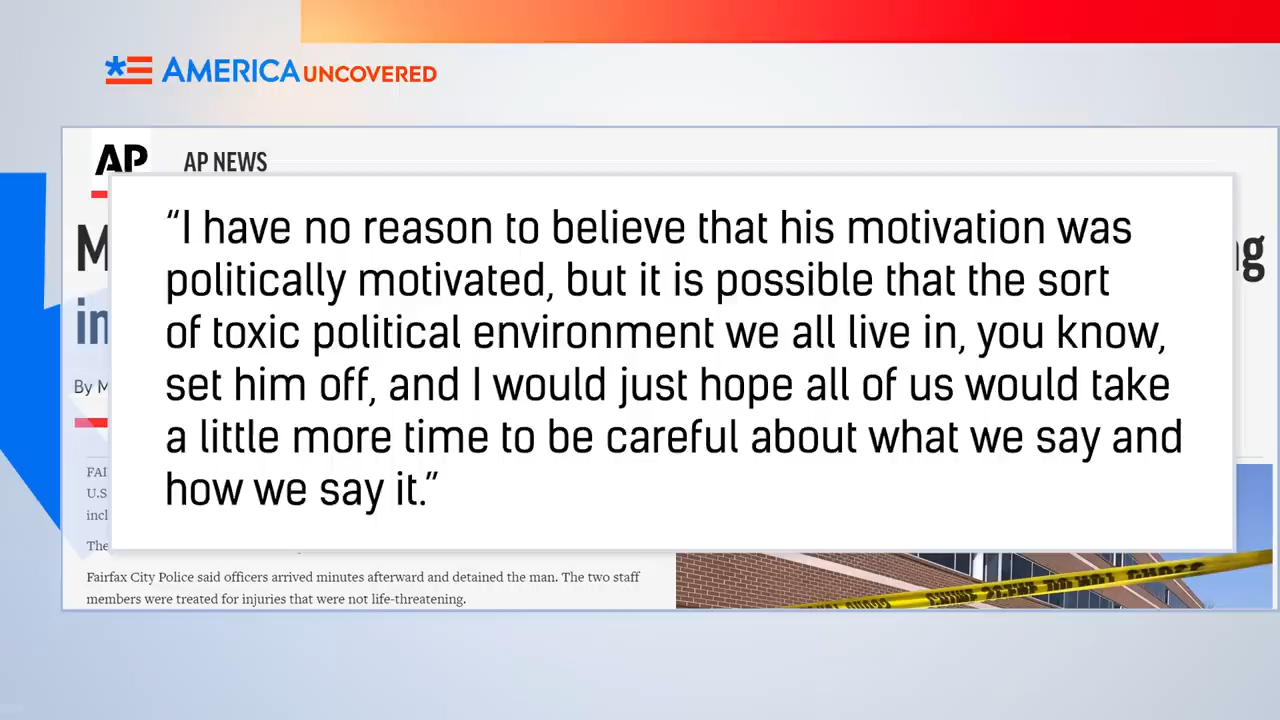 AMERICA UNCOVERED
AP AP NEWS
“I have no reason to believe that his motivation was
politically motivated, but it is possible that the sort
of toxic political environment we all live in, you know,
set him off, and I would just hope all of us would take
a little more time to be careful about what we say and
how we say it.”
By
The
Fairfax City Police said officers arrived minutes afterward and detained the man. The two staff
members were treated for injuries that were not life-threatening.